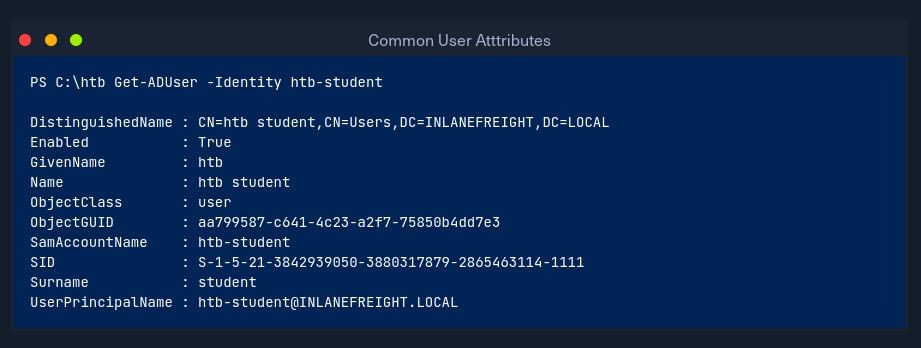 Common User Atttributes
PS C:\htb Get-ADUser -Identity htb-student
DistinguishedName : CN=htb student,CN=Users,DC=INLANEFREIGHT,DC=LOCAL
Enabled           : True
GivenName         : htb
Name              : htb student
ObjectClass       : user
ObjectGUID        : aa799587-c641-4c23-a2f7-75850b4dd7e3
SamAccountName    : htb-student
SID               : S-1-5-21-3842939050-3880317879-2865463114-1111
Surname           : student
UserPrincipalName : htb-student@INLANEFREIGHT.LOCAL